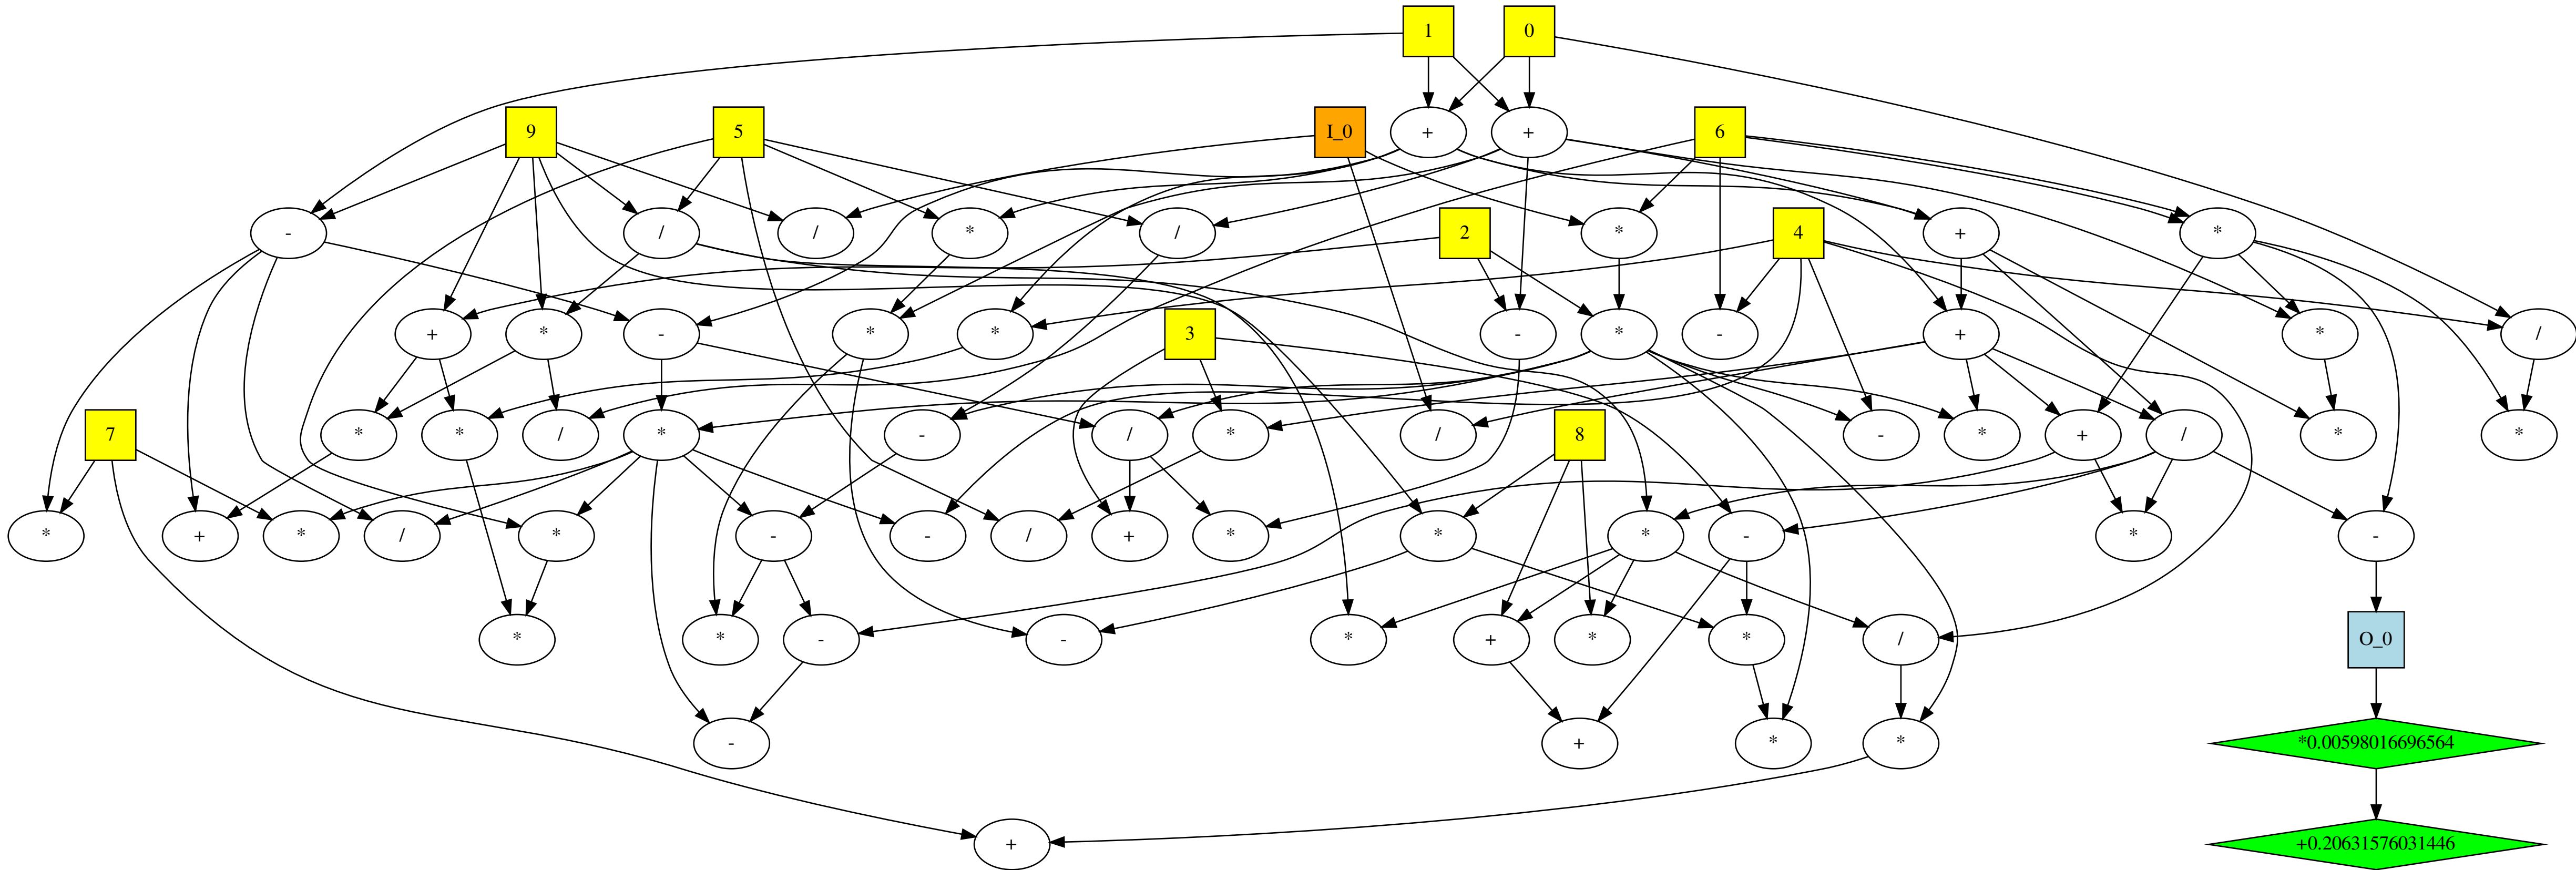 1 0
9 5 I_0 + + 6
- / / * / 2 * 4 + *
+ * - * * 3 - * - + * /
7 * * / * - / * / 8 - * + / * *
* + * / * - - / + * * * - * -
* * - - * + * * / O_0
- + * * *0.00598016696564
+ +0.20631576031446